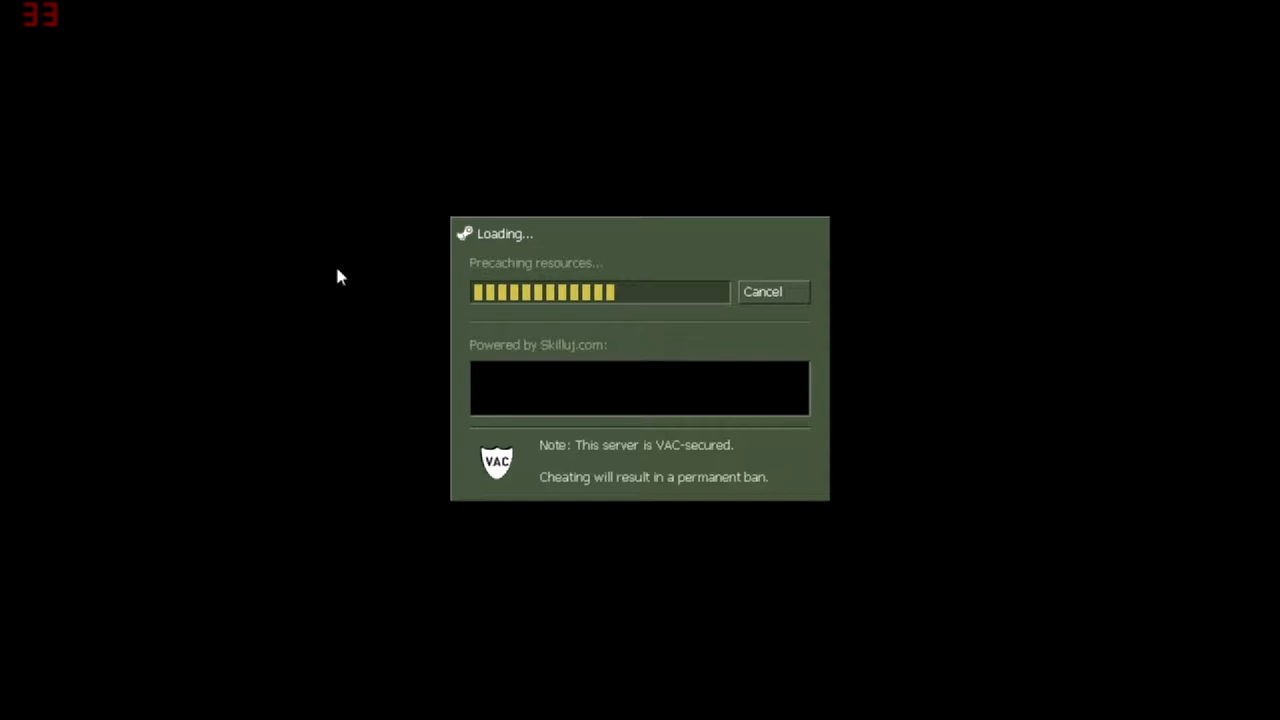 33
Loading...
Precaching resources...
Cancel
Powered by Skilluj.com:
Note: This server is VAC-secured.
VAC
Cheating will result in a permanent ban.